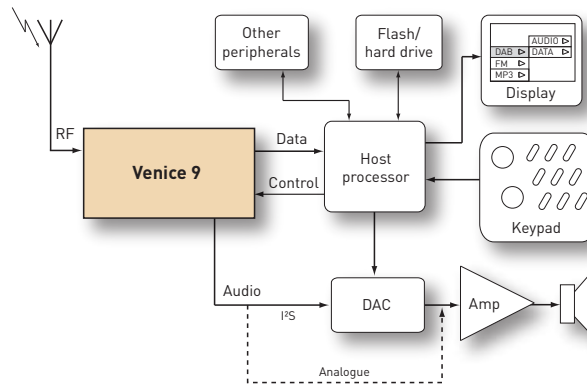 Other
peripherals
Flash/
hard drive
AUDIO
DAB
DATA
FM
MP3
Display
RF
Venice 9
Data
Control
Host
processor
Keypad
Audio
I²S
DAC
Amp
Analogue